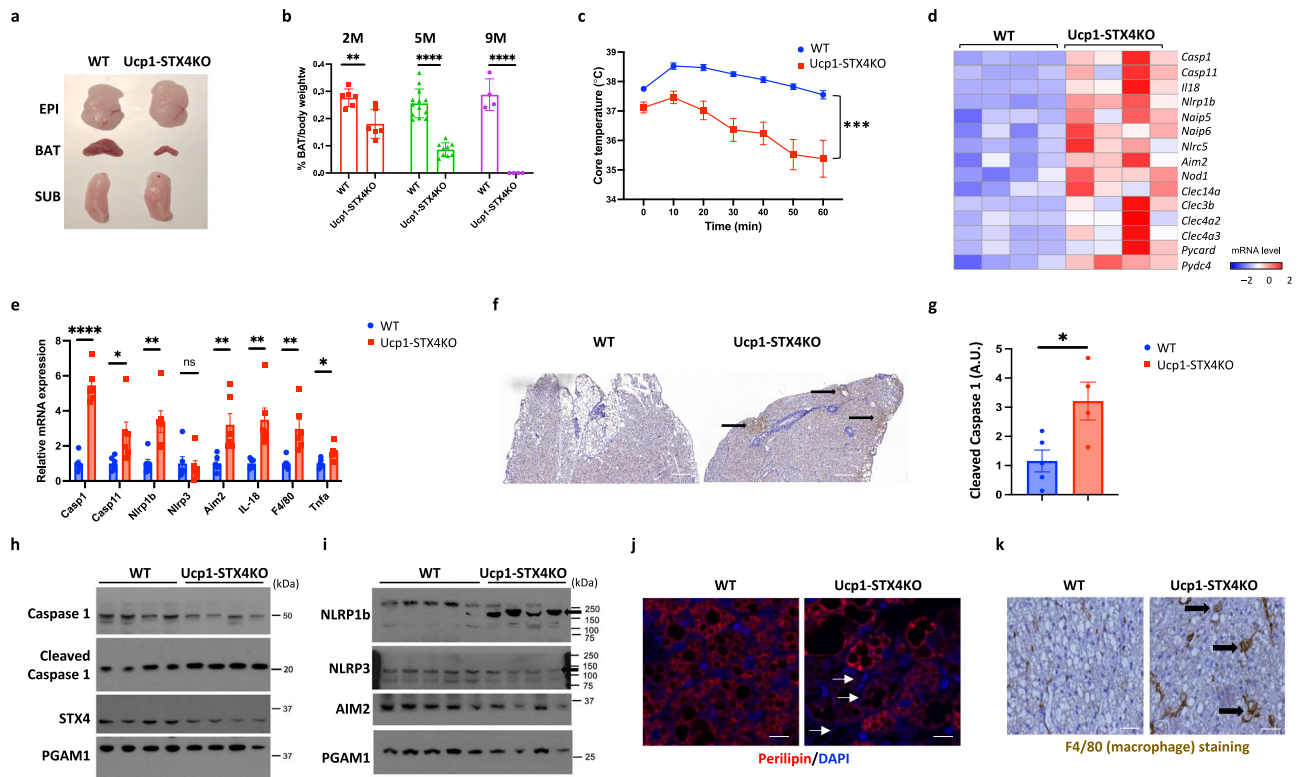 a
WT Ucp1-STX4KO
EPI
BAT
SUB
b
2M 5M 9M
** **** ****
% BAT/body weightw
0.4
0.3
0.2
0.1
0.0
WT Ucp1-STX4KO WT Ucp1-STX4KO WT Ucp1-STX4KO
c
WT
Ucp1-STX4KO
Core temperature (°C)
40
39
38
37
36
35
34
***
0 10 20 30 40 50 60
Time (min)
d
WT Ucp1-STX4KO
Casp1
Casp11
Il18
Nlrp1b
Naip5
Naip6
Nlrc5
Aim2
Nod1
Clec14a
Clec3b
Clec4a2
Clec4a3
Pycard
Pydc4
mRNA level
−2 0 2
e
WT
Ucp1-STX4KO
Relative mRNA expression
8
6
4
2
0
**** * ** ns ** ** ** *
Casp1 Casp11 Nlrp1b Nlrp3 Aim2 IL-18 F4/80 Tnfa
f
WT Ucp1-STX4KO
g
WT
Ucp1-STX4KO
Cleaved Caspase 1 (A.U.)
5
4
3
2
1
0
*
h
WT Ucp1-STX4KO (kDa)
Caspase 1 50
Cleaved
Caspase 1 20
STX4 37
PGAM1 37
i
WT Ucp1-STX4KO (kDa)
NLRP1b 250
150
100
75
NLRP3 250
150
100
75
AIM2 37
PGAM1 25
j
WT Ucp1-STX4KO
Perilipin/DAPI
k
WT Ucp1-STX4KO
F4/80 (macrophage) staining